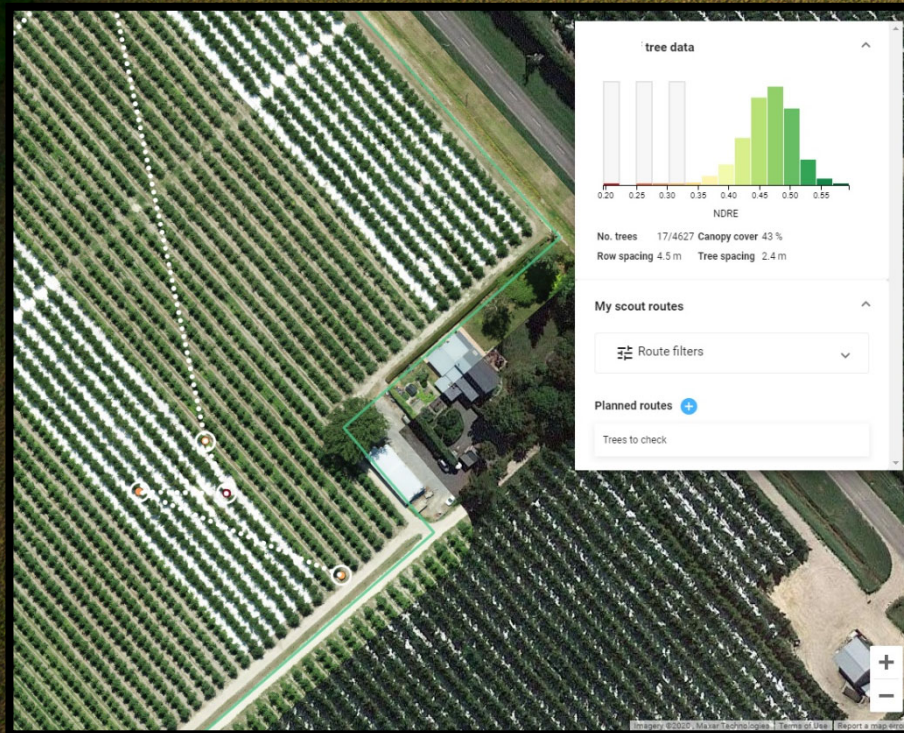 tree data
0.20 0.25 0.30 0.35 0.40 0.45 0.50 0.55
NDRE
No. trees 17/4627 Canopy cover 43 %
Row spacing 4.5 m Tree spacing 2.4 m
My scout routes
Route filters
Planned routes +
Trees to check
+
−
Imagery ©2020 , Maxar Technologies Terms of Use Report a map error